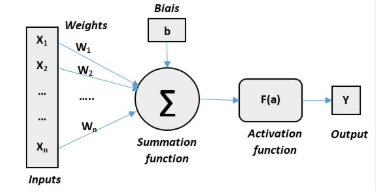 Biais
b
Weights
X1
W1
X2
W2
...
.....
...
Wn
Xn
Σ
F(a)
Y
Summation
function
Activation
function
Output
Inputs